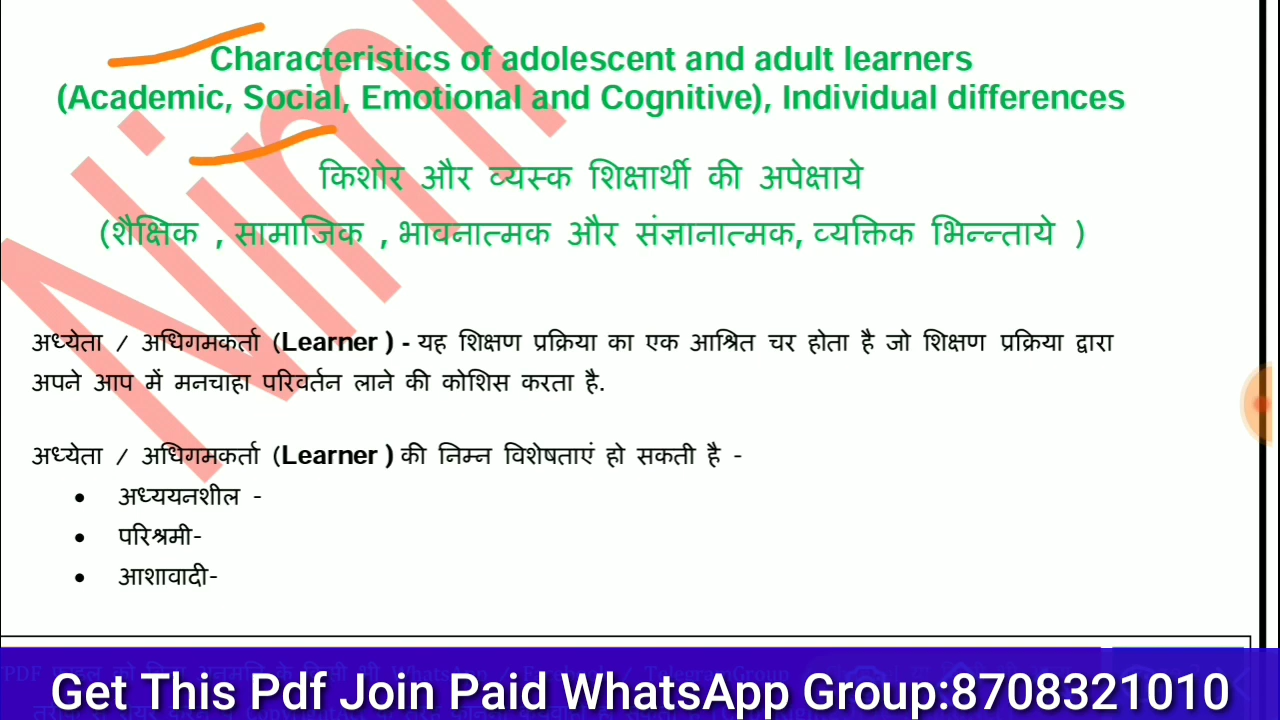 Characteristics of adolescent and adult learners
(Academic, Social, Emotional and Cognitive), Individual differences
किशोर और व्यस्क शिक्षार्थी की अपेक्षाये
(शैक्षिक , सामाजिक , भावनात्मक और संज्ञानात्मक, व्यक्तिक भिन्न्ताये )
अध्येता / अधिगमकर्ता (Learner ) - यह शिक्षण प्रक्रिया का एक आश्रित चर होता है जो शिक्षण प्रक्रिया द्वारा
अपने आप में मनचाहा परिवर्तन लाने की कोशिस करता है.
अध्येता / अधिगमकर्ता (Learner ) की निम्न विशेषताएं हो सकती है -
• अध्ययनशील -
• परिश्रमी-
• आशावादी-
Get This Pdf Join Paid WhatsApp Group:8708321010